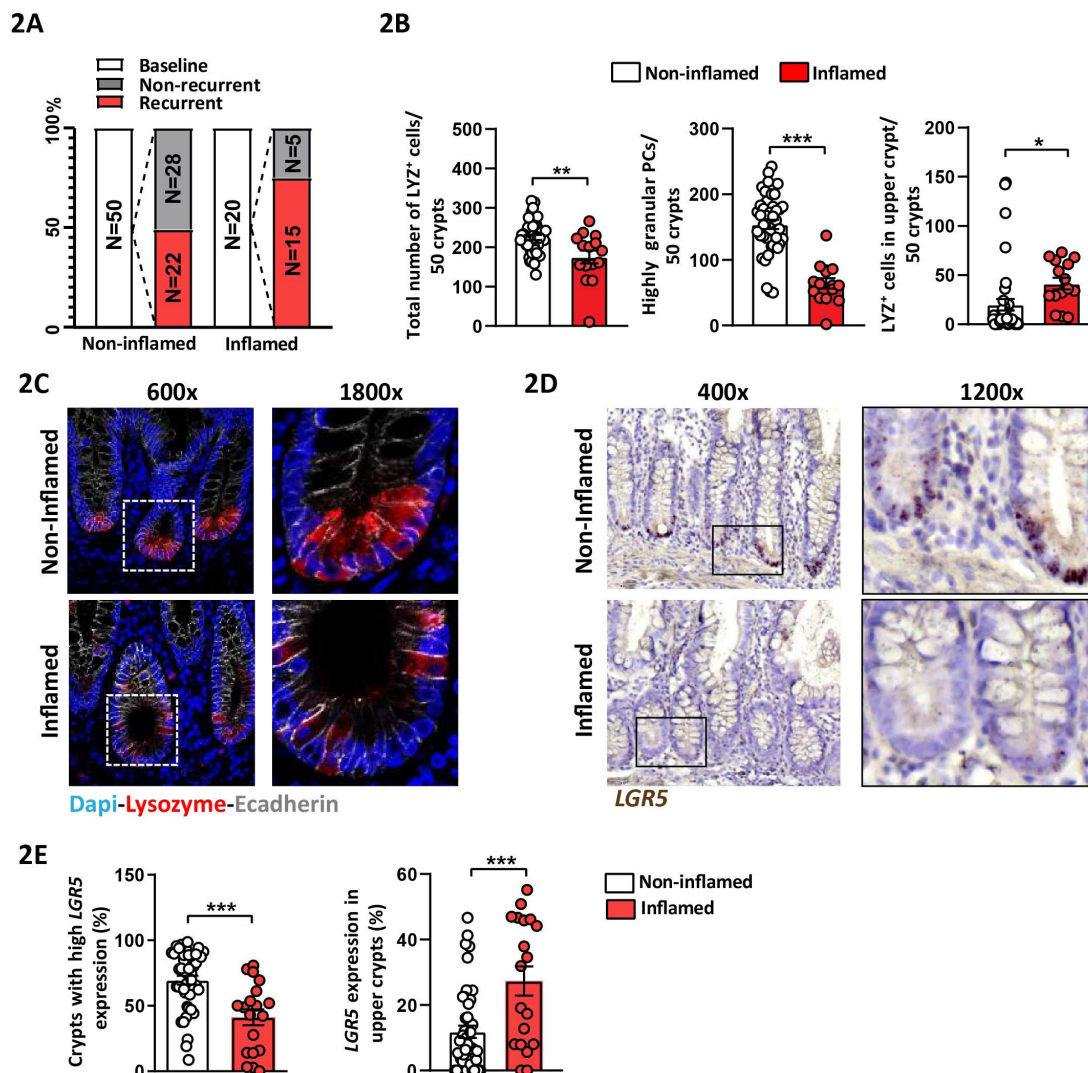 2A
Baseline
Non-recurrent
Recurrent
100%
50
0
N=50
N=28
N=22
N=20
N=5
N=15
Non-inflamed
Inflamed
2B
Non-inflamed
Inflamed
Total number of LYZ⁺ cells/
50 crypts
500
400
300
200
100
0
**
Highly granular PCs/
50 crypts
300
200
100
0
***
LYZ⁺ cells in upper crypt/
50 crypts
200
150
100
50
0
*
2C
600x
1800x
Non-Inflamed
Inflamed
Dapi-Lysozyme-Ecadherin
2D
400x
1200x
Non-Inflamed
Inflamed
LGR5
2E
Crypts with high LGR5
expression (%)
150
100
50
0
***
LGR5 expression in
upper crypts (%)
60
40
20
0
***
Non-inflamed
Inflamed